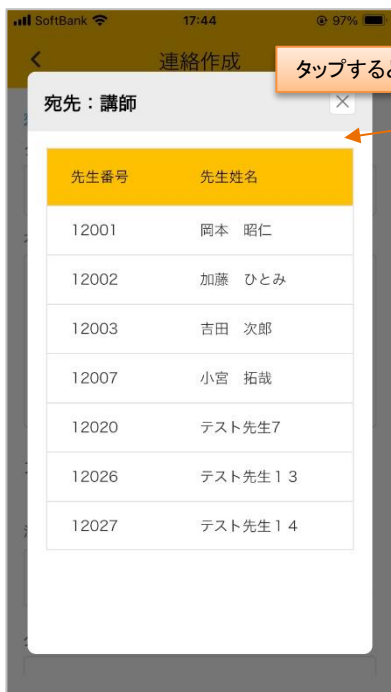 SoftBank 17:44 97%
連絡作成
タップすると
宛先：講師
先生番号 先生姓名
12001 岡本 昭仁
12002 加藤 ひとみ
12003 吉田 次郎
12007 小宮 拓哉
12020 テスト先生7
12026 テスト先生１３
12027 テスト先生１４